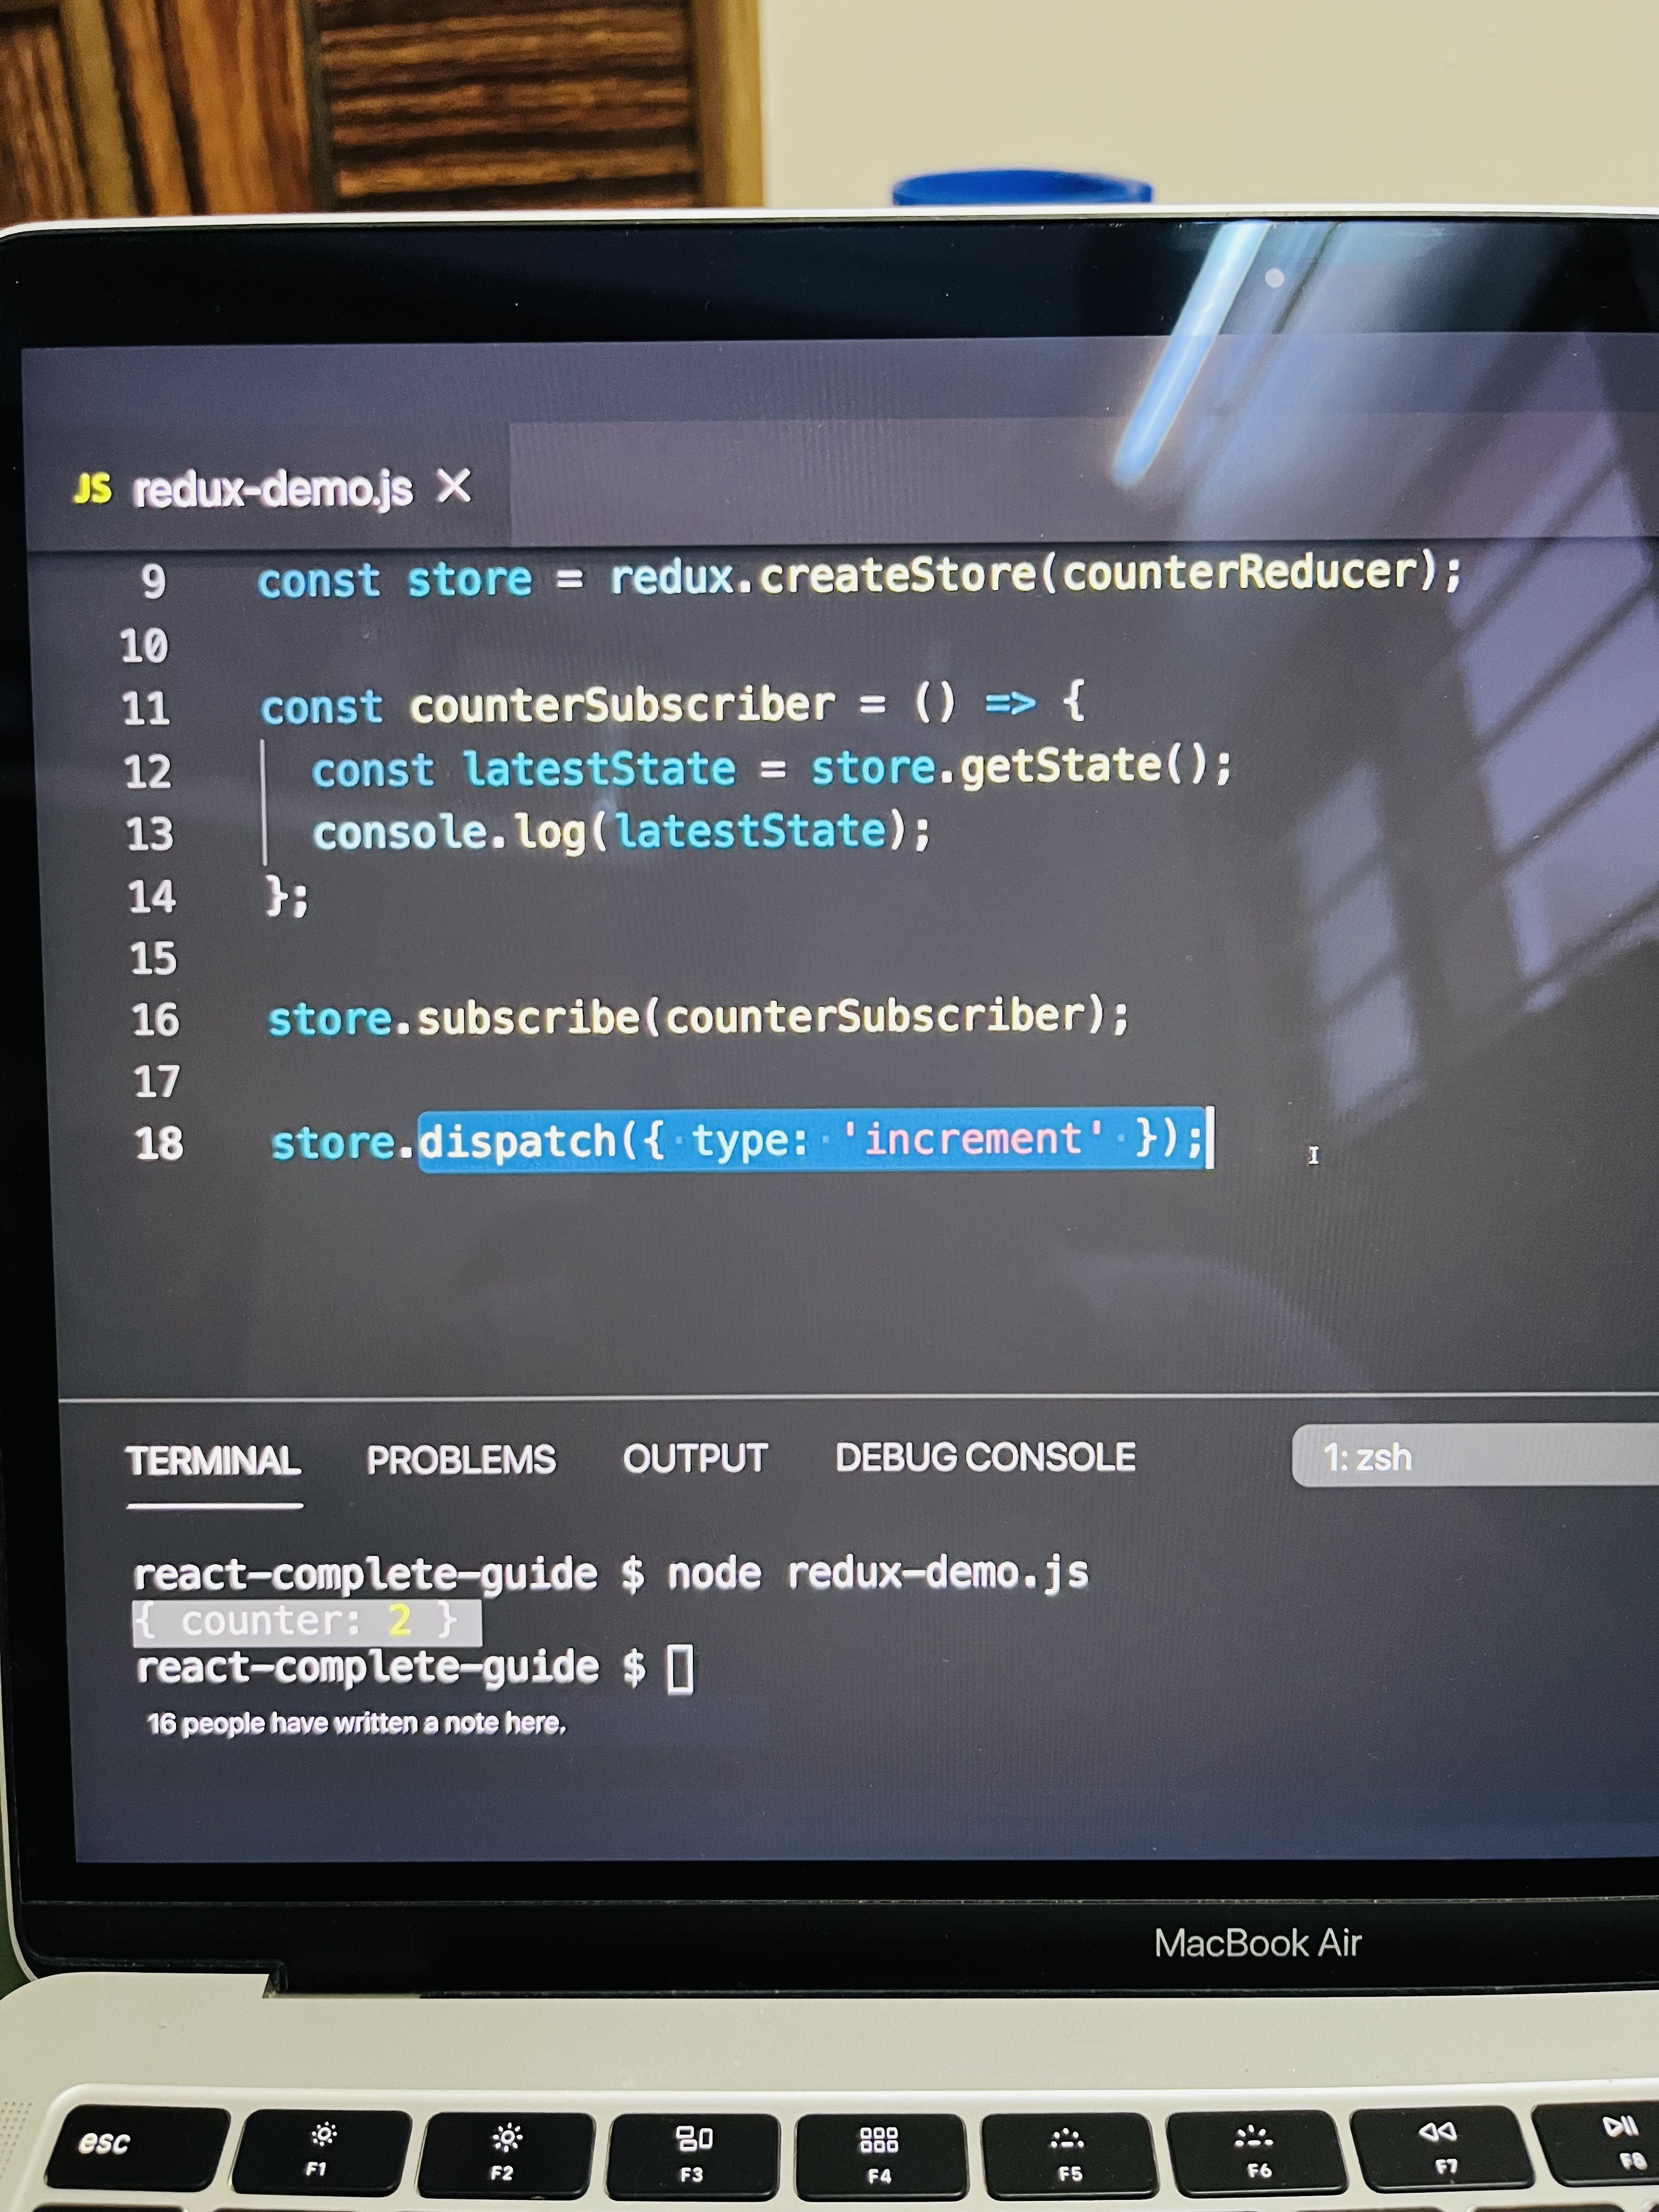 JS redux-demo.js ✕
9 const store = redux.createStore(counterReducer);
10
11 const counterSubscriber = () => {
12 const latestState = store.getState();
13 console.log(latestState);
14 };
15
16 store.subscribe(counterSubscriber);
17
18 store.dispatch({ type: 'increment' });
TERMINAL PROBLEMS OUTPUT DEBUG CONSOLE 1: zsh
react-complete-guide $ node redux-demo.js
{ counter: 2 }
react-complete-guide $
16 people have written a note here.
MacBook Air
esc F1 F2 F3 F4 F5 F6 F7 F8